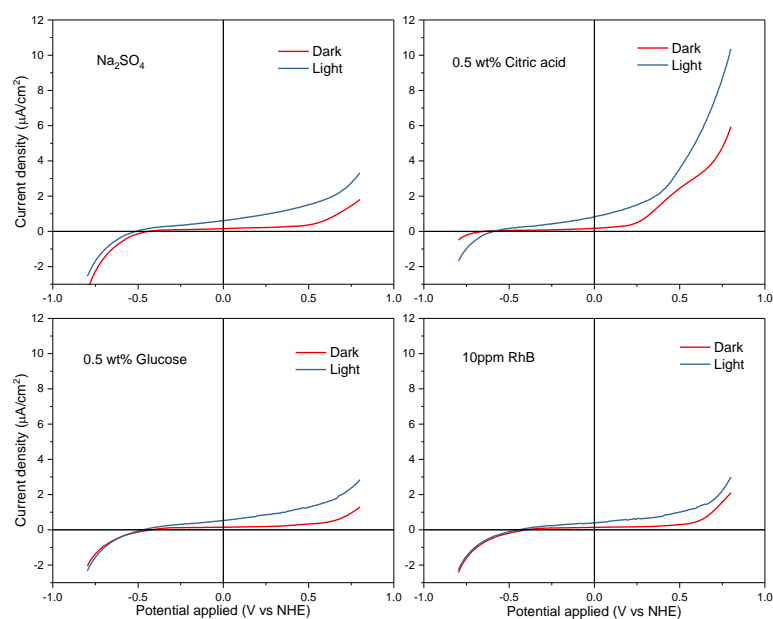 12
10
8
6
4
2
0
-2
Current density (μA/cm²)
Na₂SO₄
Dark
Light
-1.0 -0.5 0.0 0.5 1.0
12
10
8
6
4
2
0
-2
0.5 wt% Citric acid
Dark
Light
-1.0 -0.5 0.0 0.5 1.0
12
10
8
6
4
2
0
-2
Current density (μA/cm²)
0.5 wt% Glucose
Dark
Light
-1.0 -0.5 0.0 0.5 1.0
Potential applied (V vs NHE)
12
10
8
6
4
2
0
-2
10ppm RhB
Dark
Light
-1.0 -0.5 0.0 0.5 1.0
Potential applied (V vs NHE)